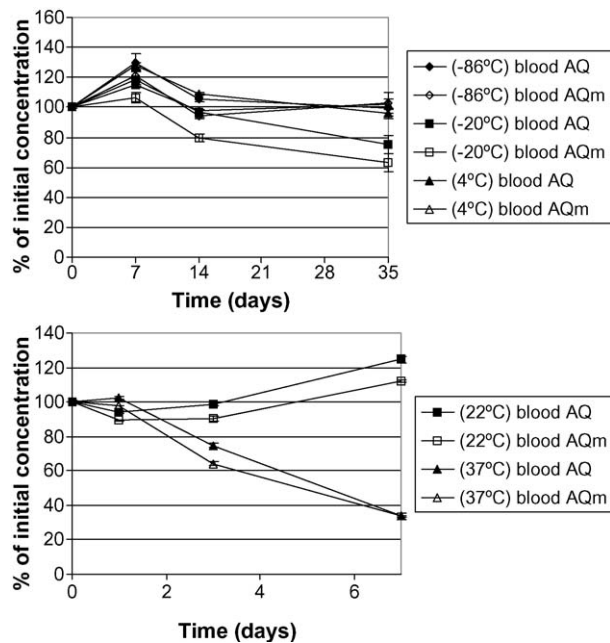 160
140
120
100
80
60
40
20
0
% of initial concentration
0 7 14 21 28 35
Time (days)
(-86ºC) blood AQ
(-86ºC) blood AQm
(-20ºC) blood AQ
(-20ºC) blood AQm
(4ºC) blood AQ
(4ºC) blood AQm
140
120
100
80
60
40
20
0
% of initial concentration
0 2 4 6
Time (days)
(22ºC) blood AQ
(22ºC) blood AQm
(37ºC) blood AQ
(37ºC) blood AQm